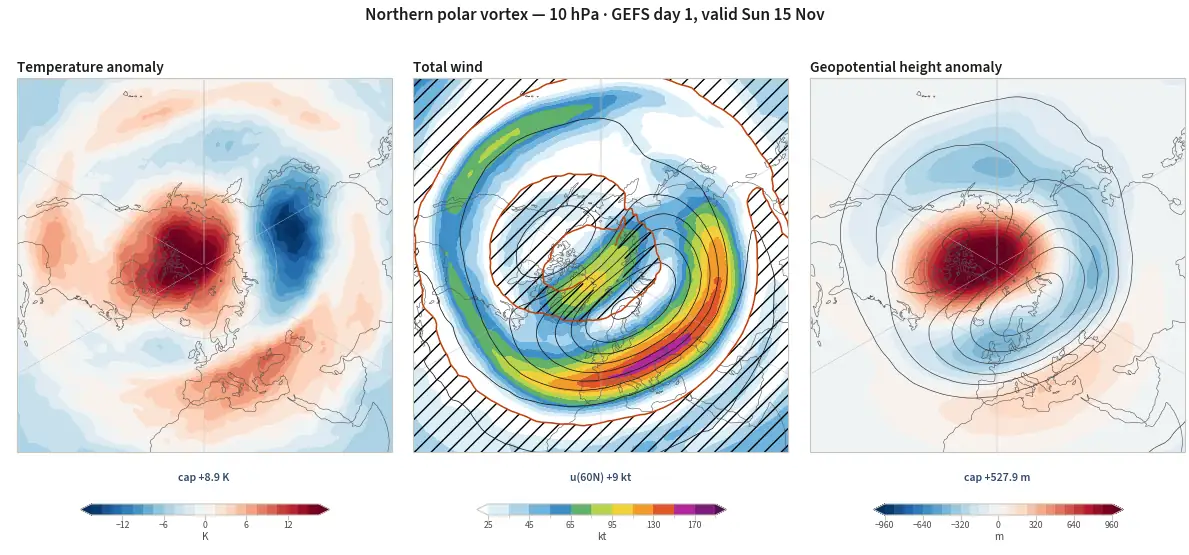 Northern polar vortex — 10 hPa · GEFS day 1, valid Sun 15 Nov
Temperature anomaly
Total wind
Geopotential height anomaly
cap +8.9 K
u(60N) +9 kt
cap +527.9 m
−12 −6 0 6 12
K
25 45 65 95 130 170
kt
−960 −640 −320 0 320 640 960
m